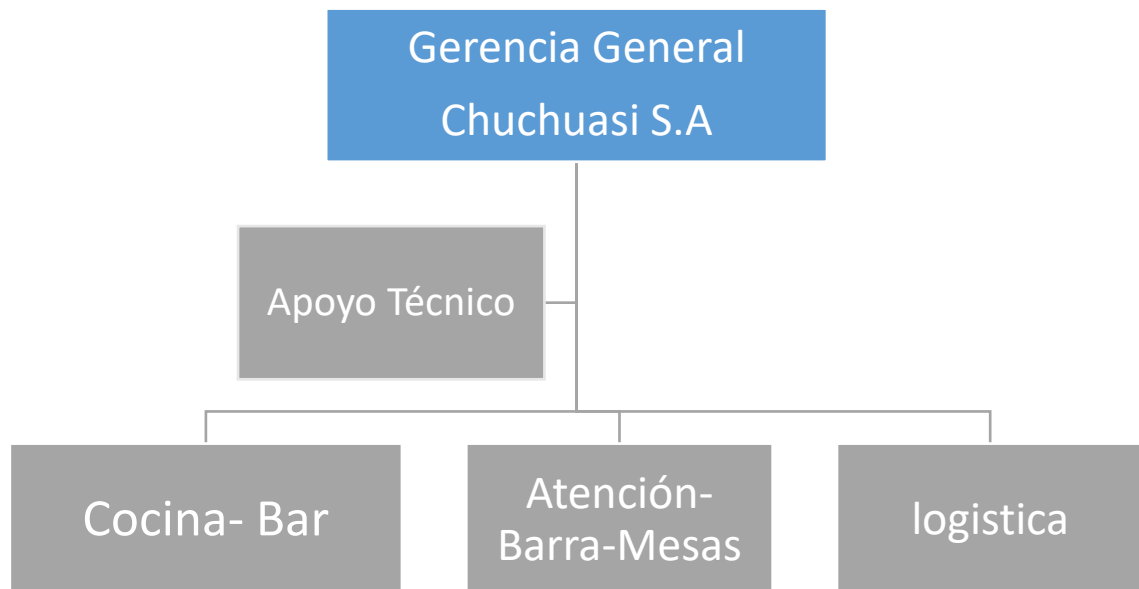 Gerencia General
Chuchuasi S.A
Apoyo Técnico
Cocina- Bar
Atención-
Barra-Mesas
logistica